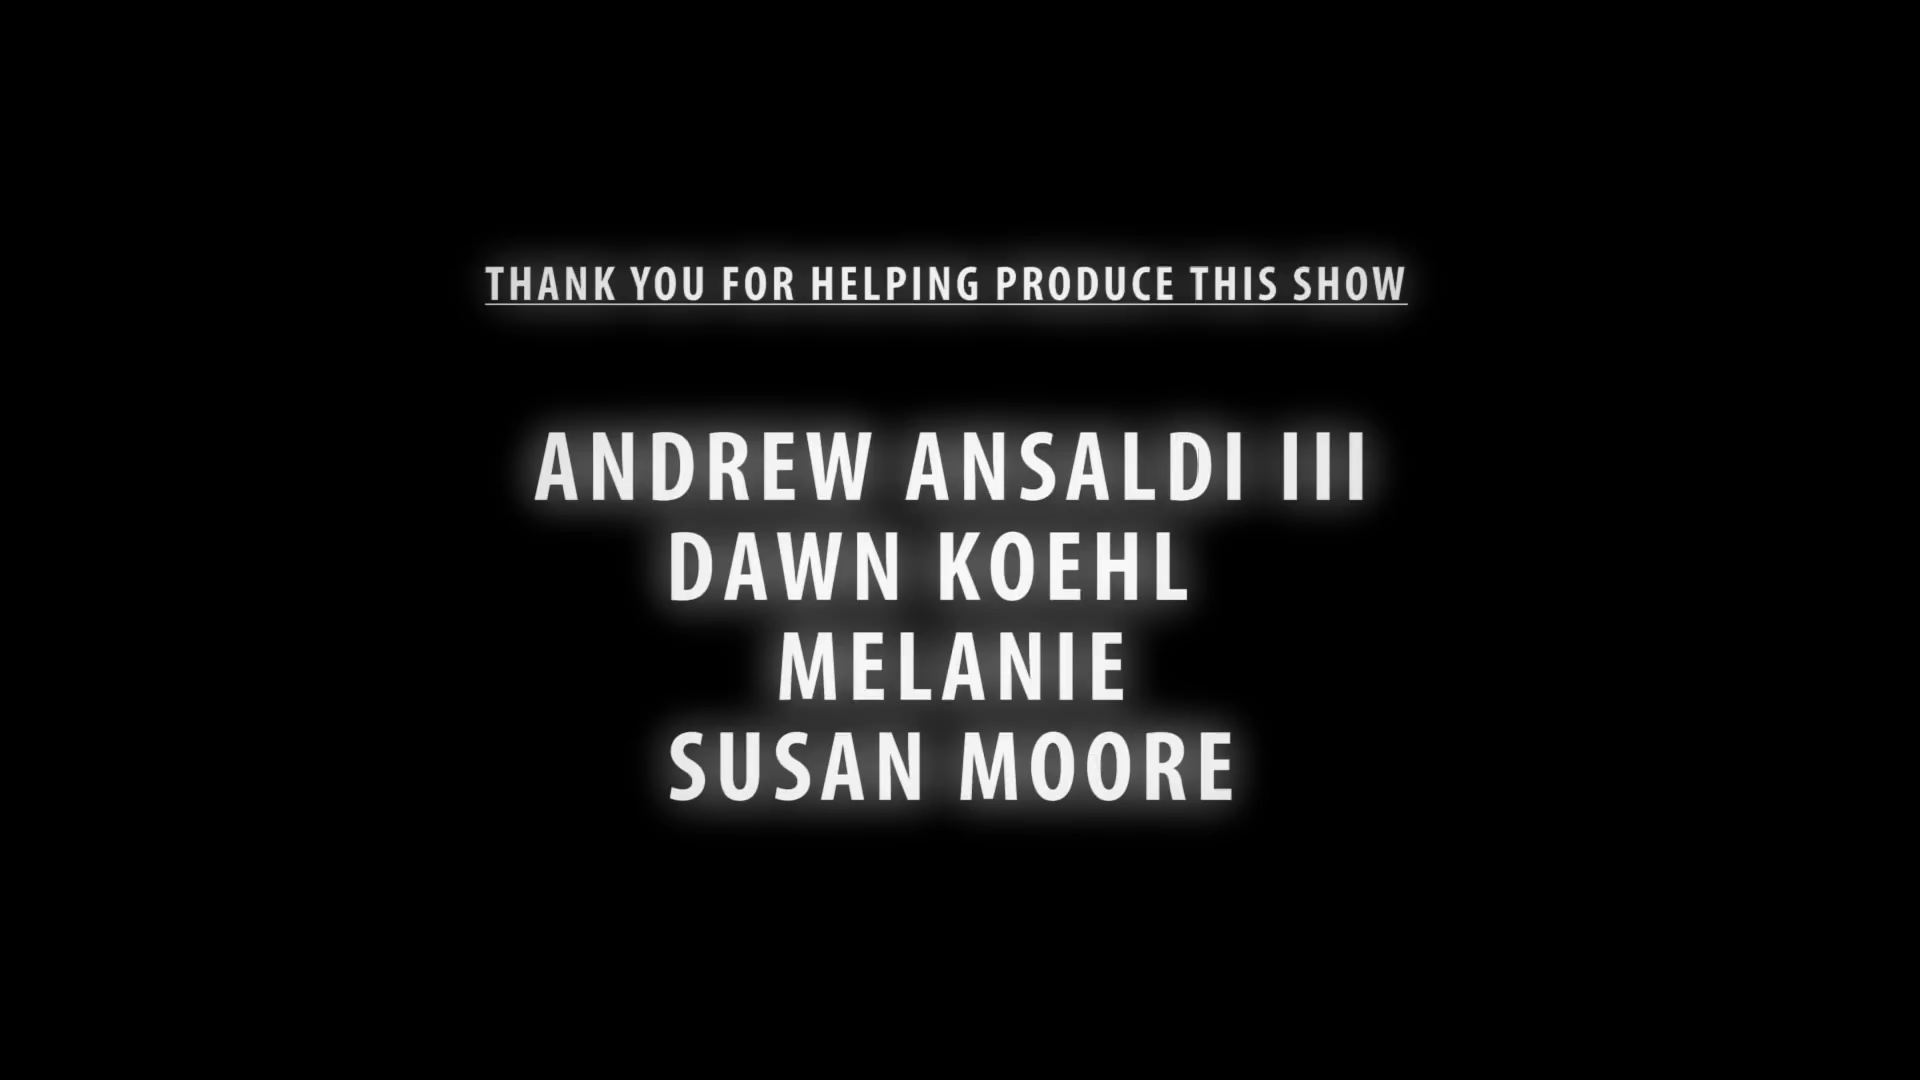 THANK YOU FOR HELPING PRODUCE THIS SHOW
ANDREW ANSALDI III
DAWN KOEHL
MELANIE
SUSAN MOORE